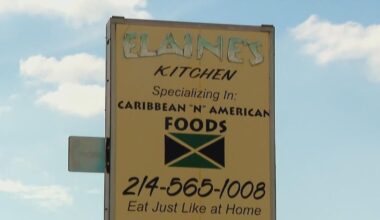 ELAINE'S
KITCHEN
Specializing In:
CARIBBEAN "N" AMERICAN
FOODS
214-565-1008
Eat Just Like at Home